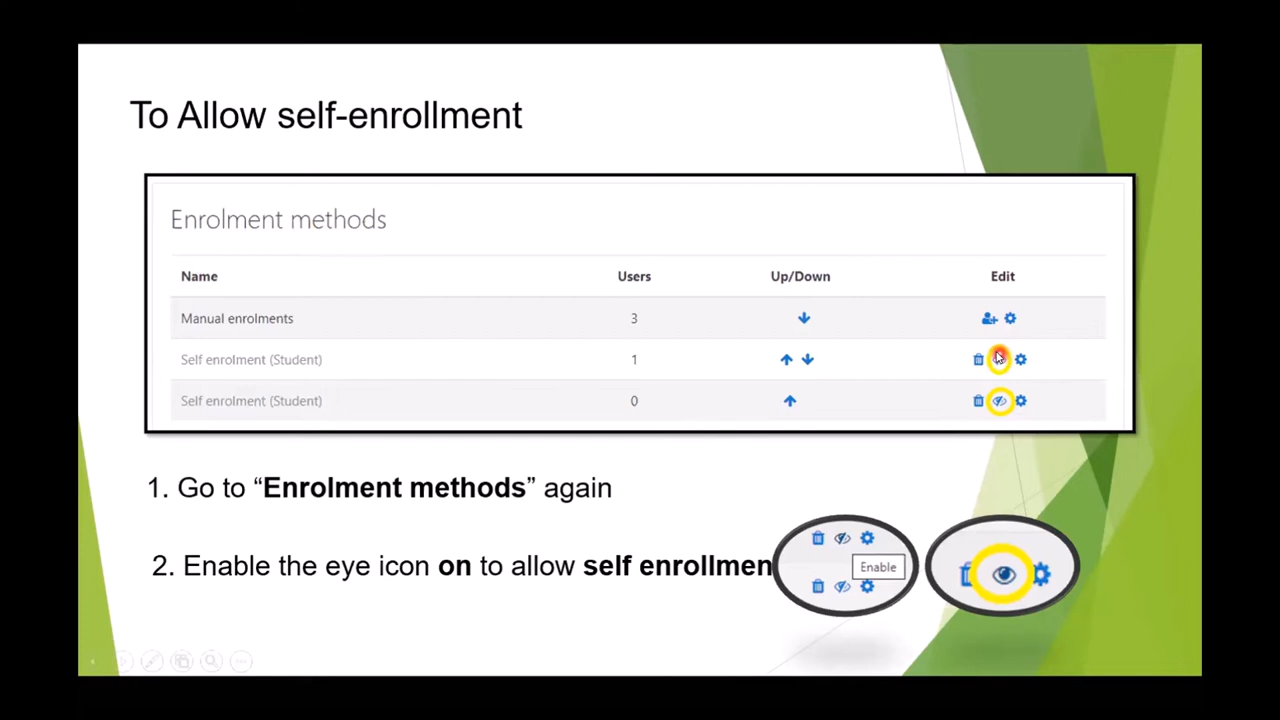 To Allow self-enrollment
Enrolment methods
Name Users Up/Down Edit
Manual enrolments 3
Self enrolment (Student) 1
Self enrolment (Student) 0
1. Go to “Enrolment methods” again
2. Enable the eye icon on to allow self enrollmen
Enable